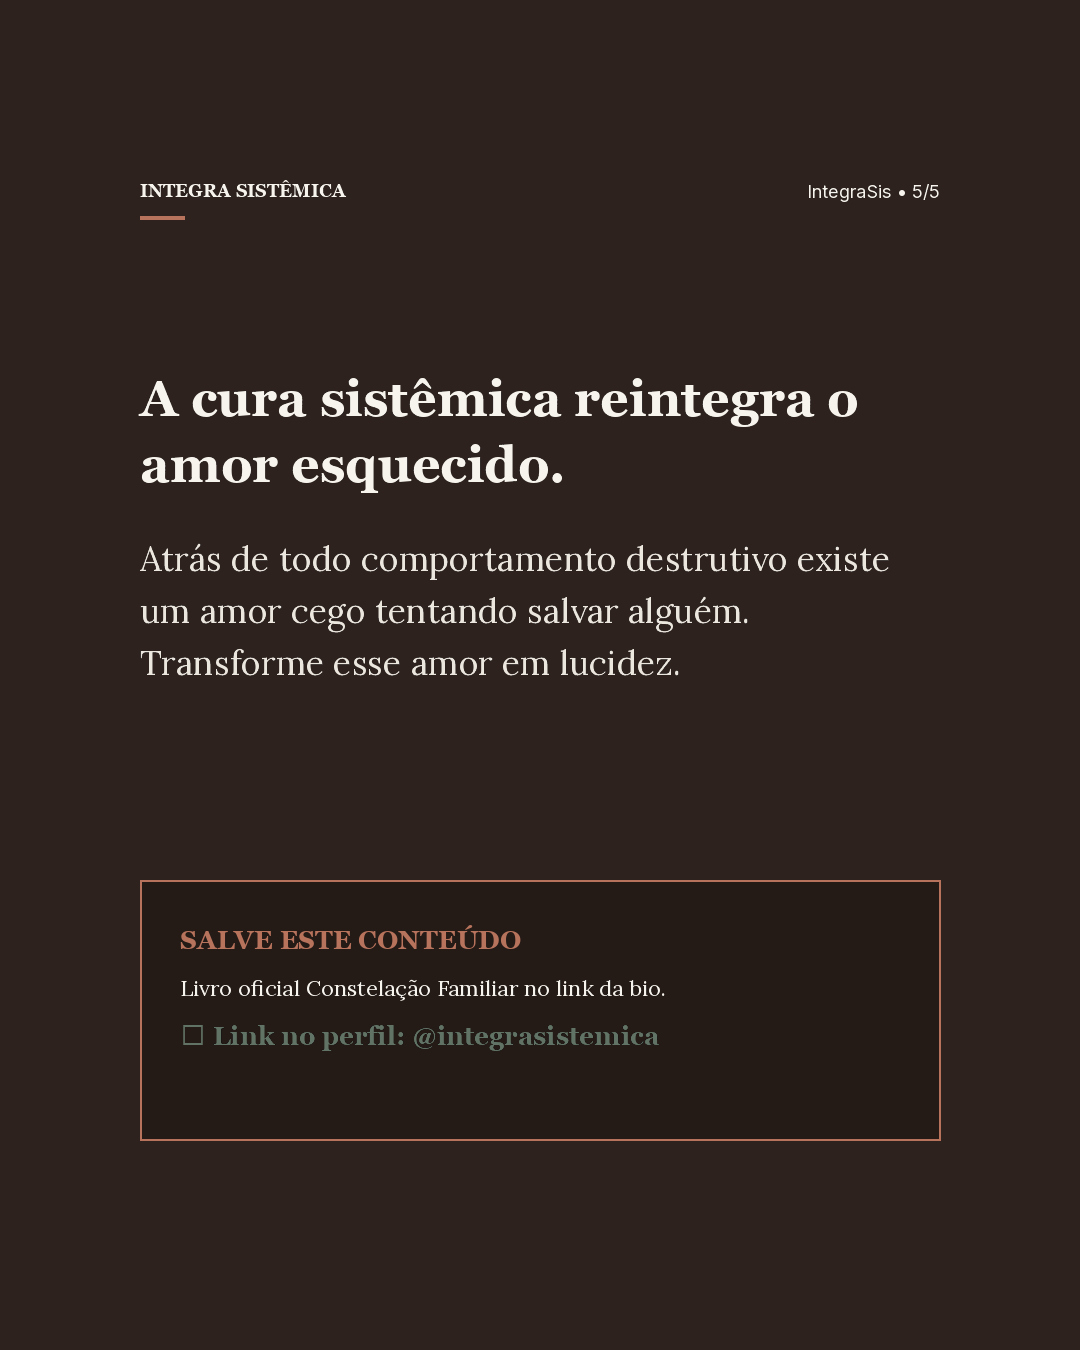 INTEGRA SISTÊMICA
IntegraSis • 5/5
A cura sistêmica reintegra o
amor esquecido.
Atrás de todo comportamento destrutivo existe
um amor cego tentando salvar alguém.
Transforme esse amor em lucidez.
SALVE ESTE CONTEÚDO
Livro oficial Constelação Familiar no link da bio.
☐ Link no perfil: @integrasistemica